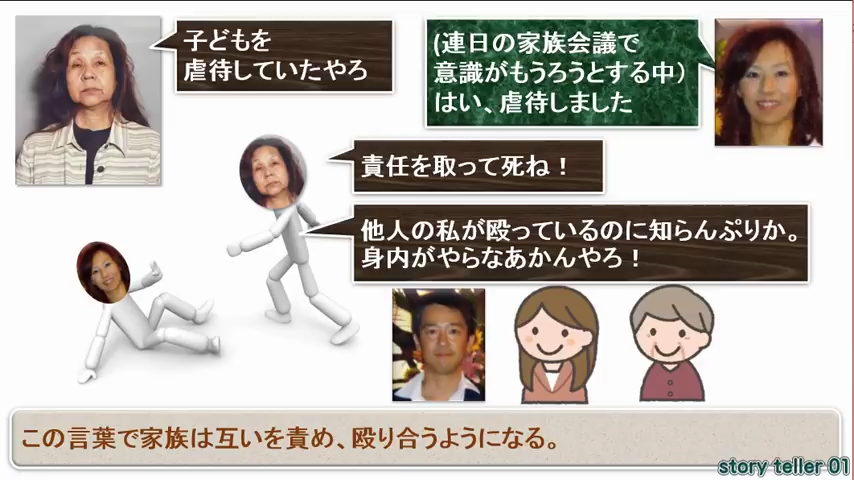 子どもを
虐待していたやろ
(連日の家族会議で
意識がもうろうとする中)
はい、虐待しました
責任を取って死ね!
他人の私が殴っているのに知らんぷりか。
身内がやらなあかんやろ!
この言葉で家族は互いを責め、殴り合うようになる。
story teller 01